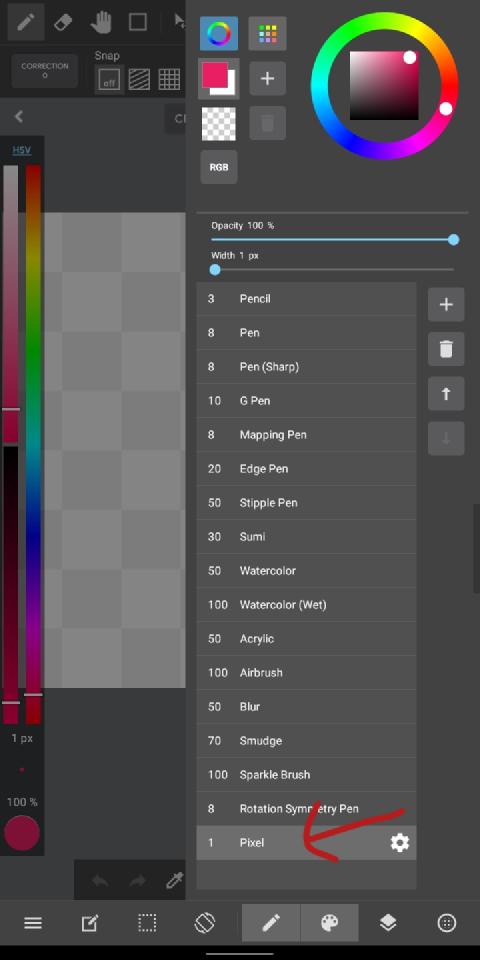 CORRECTION
0
Snap
off
HSV
RGB
Opacity 100 %
Width 1 px
3 Pencil
8 Pen
8 Pen (Sharp)
10 G Pen
8 Mapping Pen
20 Edge Pen
50 Stipple Pen
30 Sumi
50 Watercolor
100 Watercolor (Wet)
50 Acrylic
100 Airbrush
50 Blur
70 Smudge
100 Sparkle Brush
8 Rotation Symmetry Pen
1 Pixel
1 px
100 %